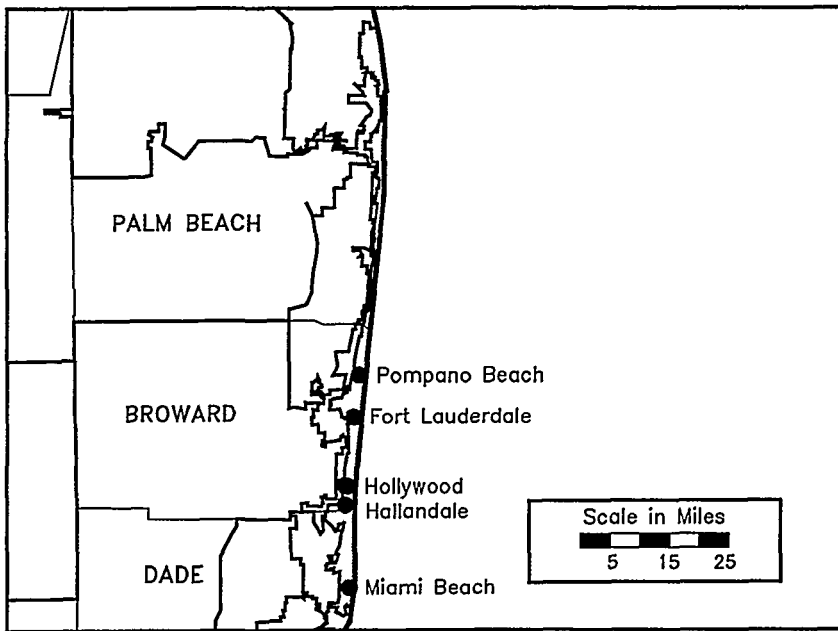 PALM BEACH
Pompano Beach
BROWARD
Fort Lauderdale
Hollywood
Hallandale
Scale in Miles
5 15 25
DADE
Miami Beach